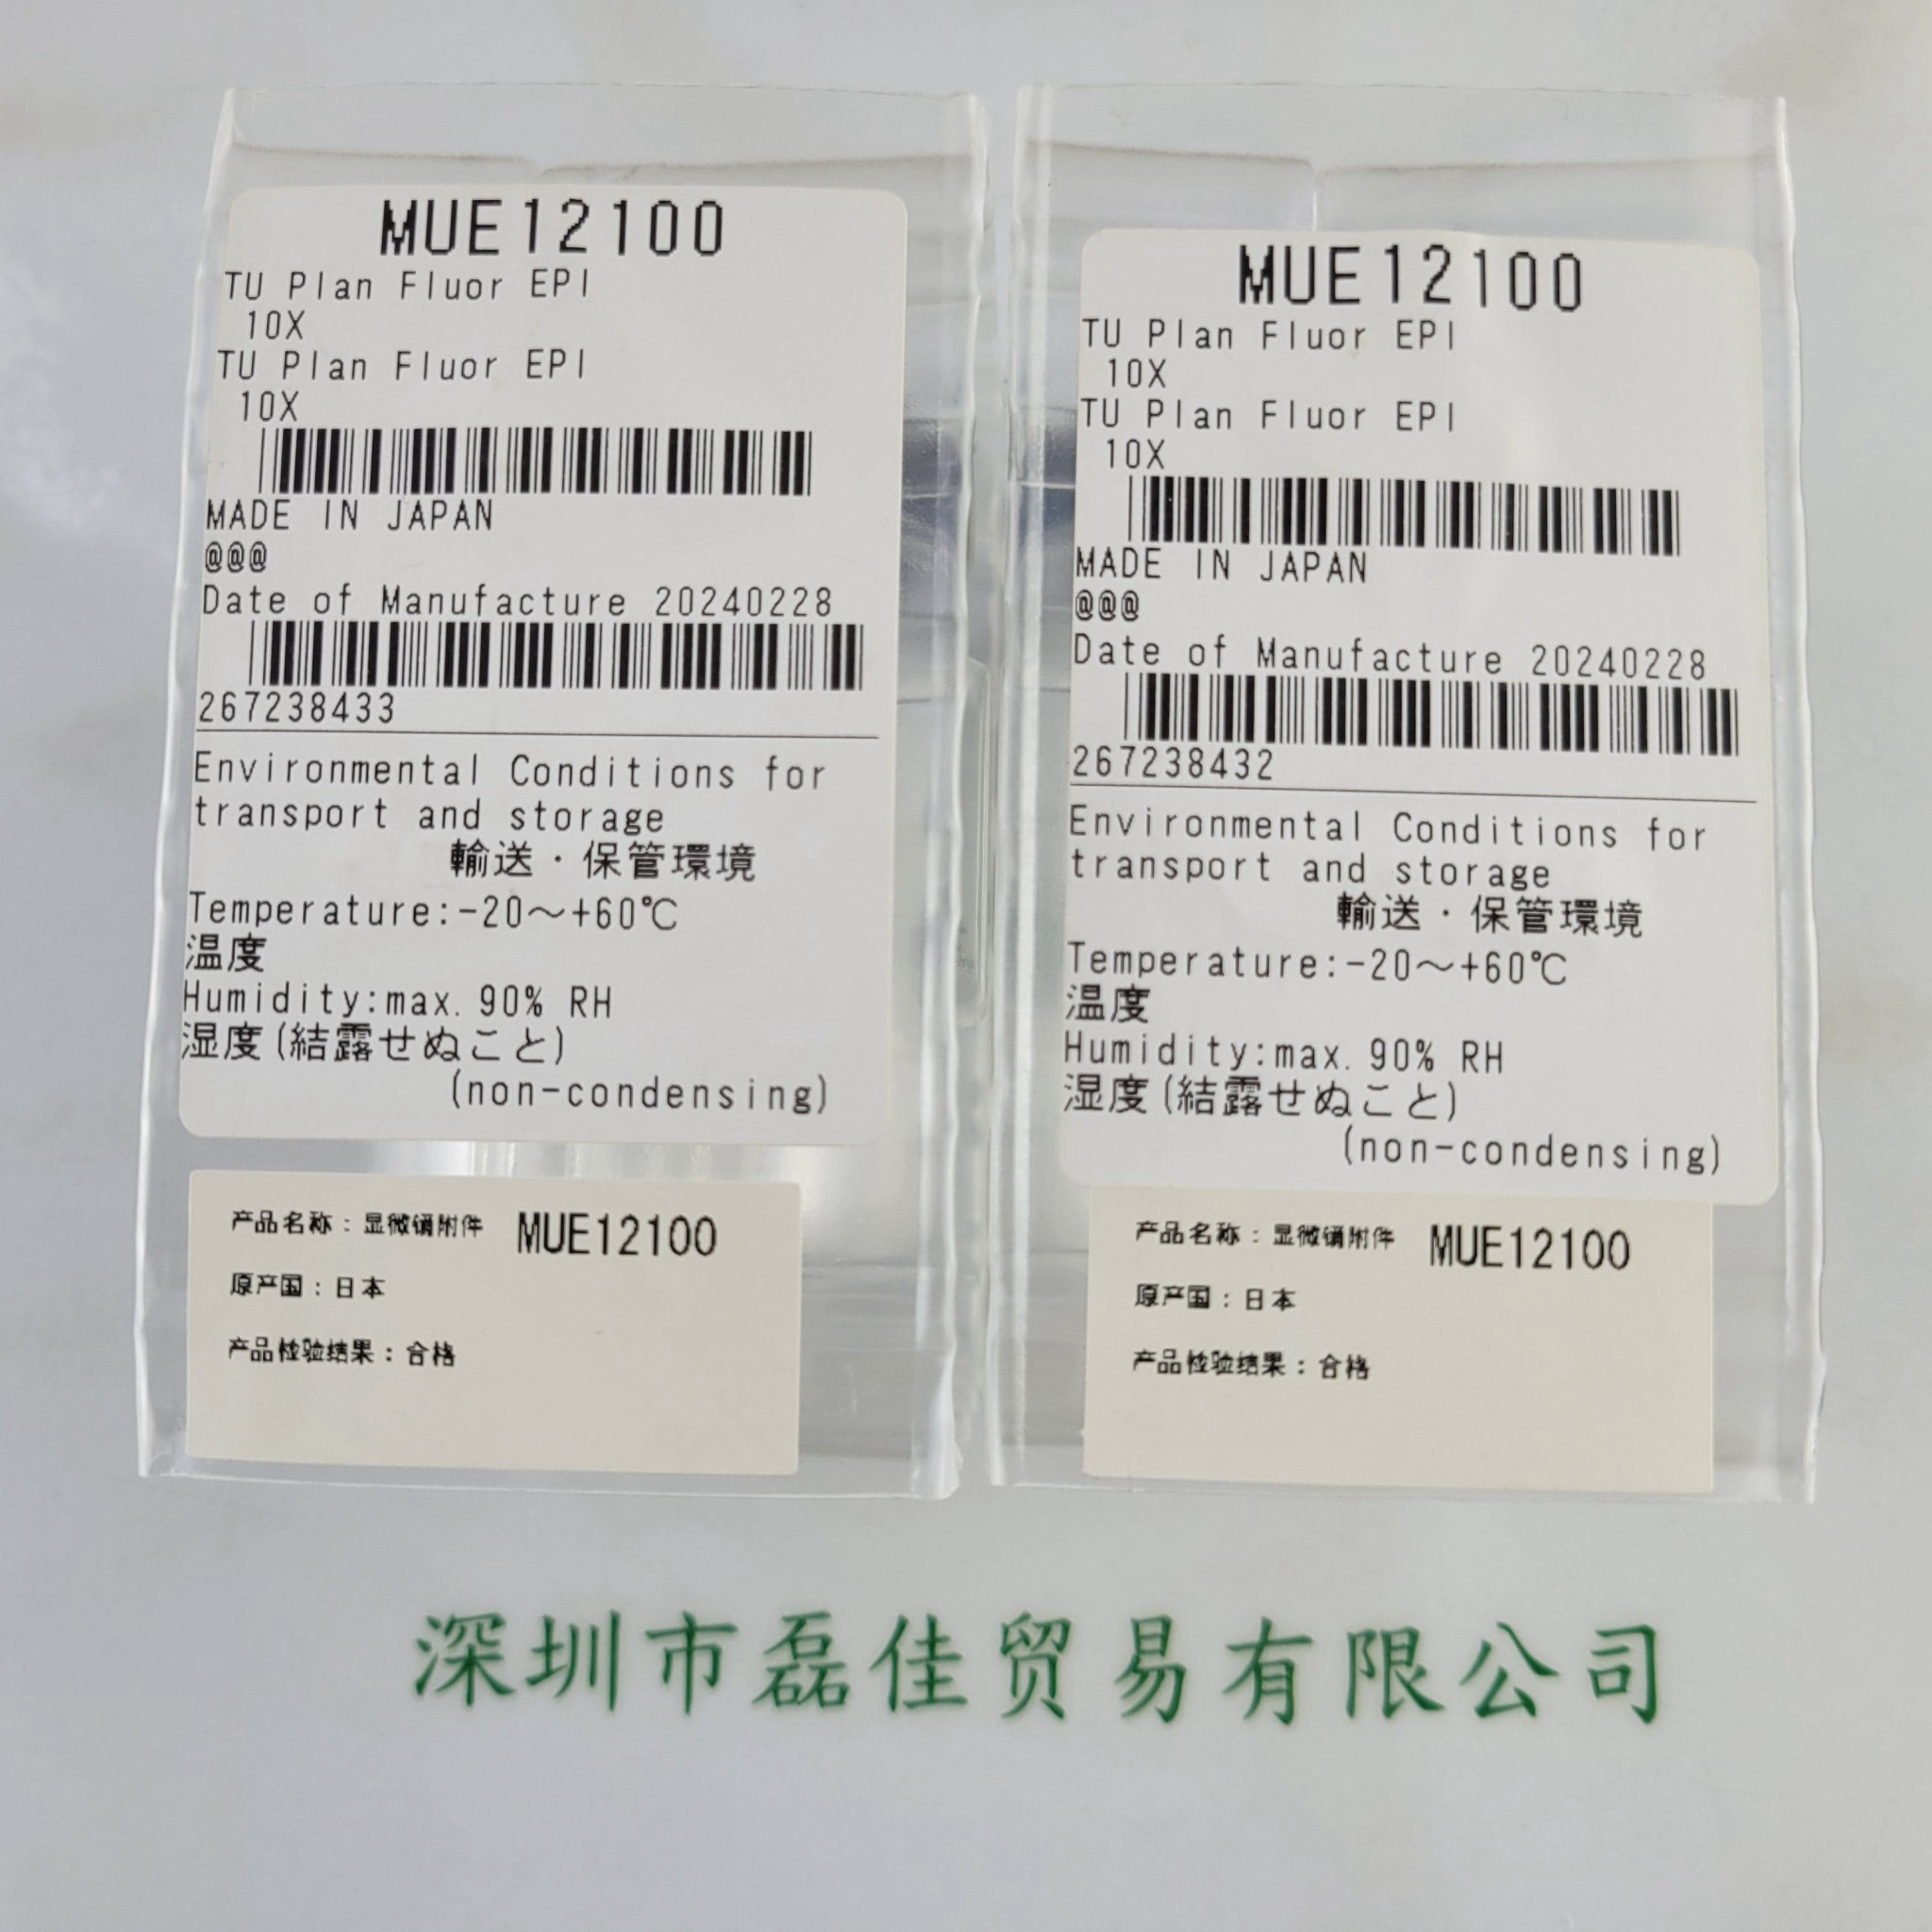 MUE12100
TU Plan Fluor EPI
10X
TU Plan Fluor EPI
10X
MADE IN JAPAN
@@@
Date of Manufacture 20240228
267238433
Environmental Conditions for
transport and storage
輸送・保管環境
Temperature:-20～+60℃
温度
Humidity:max. 90% RH
湿度(結露せぬこと)
(non-condensing)
产品名称：显微镜附件 MUE12100
原产国：日本
产品检验结果：合格
MUE12100
TU Plan Fluor EPI
10X
TU Plan Fluor EPI
10X
MADE IN JAPAN
@@@
Date of Manufacture 20240228
267238432
Environmental Conditions for
transport and storage
輸送・保管環境
Temperature:-20～+60℃
温度
Humidity:max. 90% RH
湿度(結露せぬこと)
(non-condensing)
产品名称：显微镜附件 MUE12100
原产国：日本
产品检验结果：合格
深圳市磊佳贸易有限公司